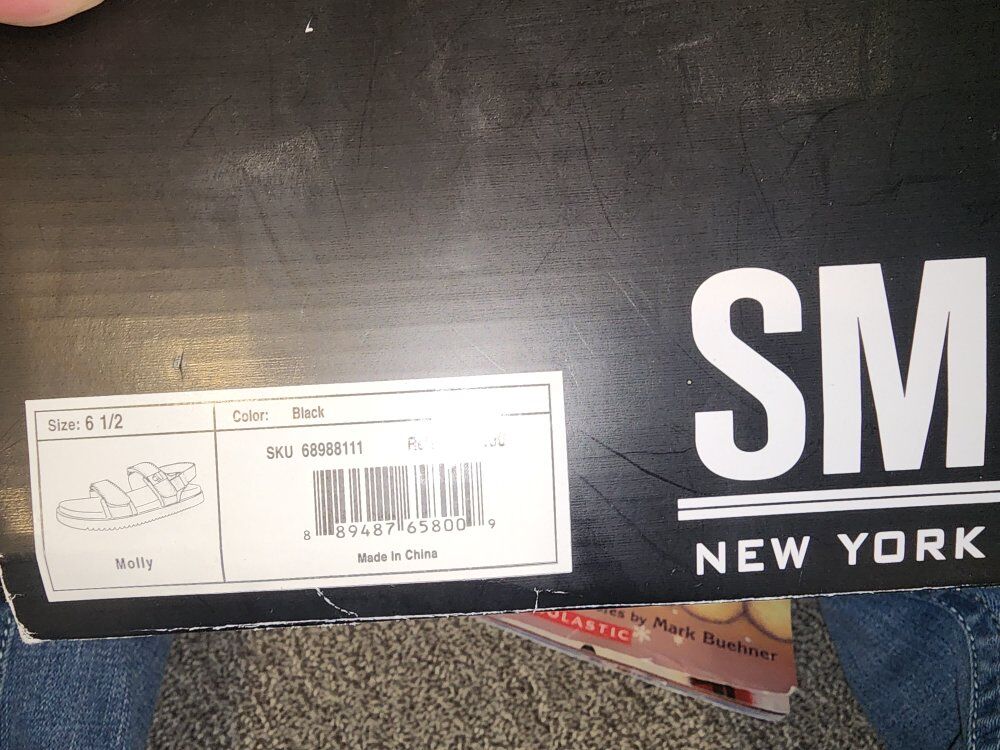 SM
NEW YORK
Size: 6 1/2
Color: Black
SKU 68988111
8 89487 65800 9
Made In China
Molly
by Mark Buehner